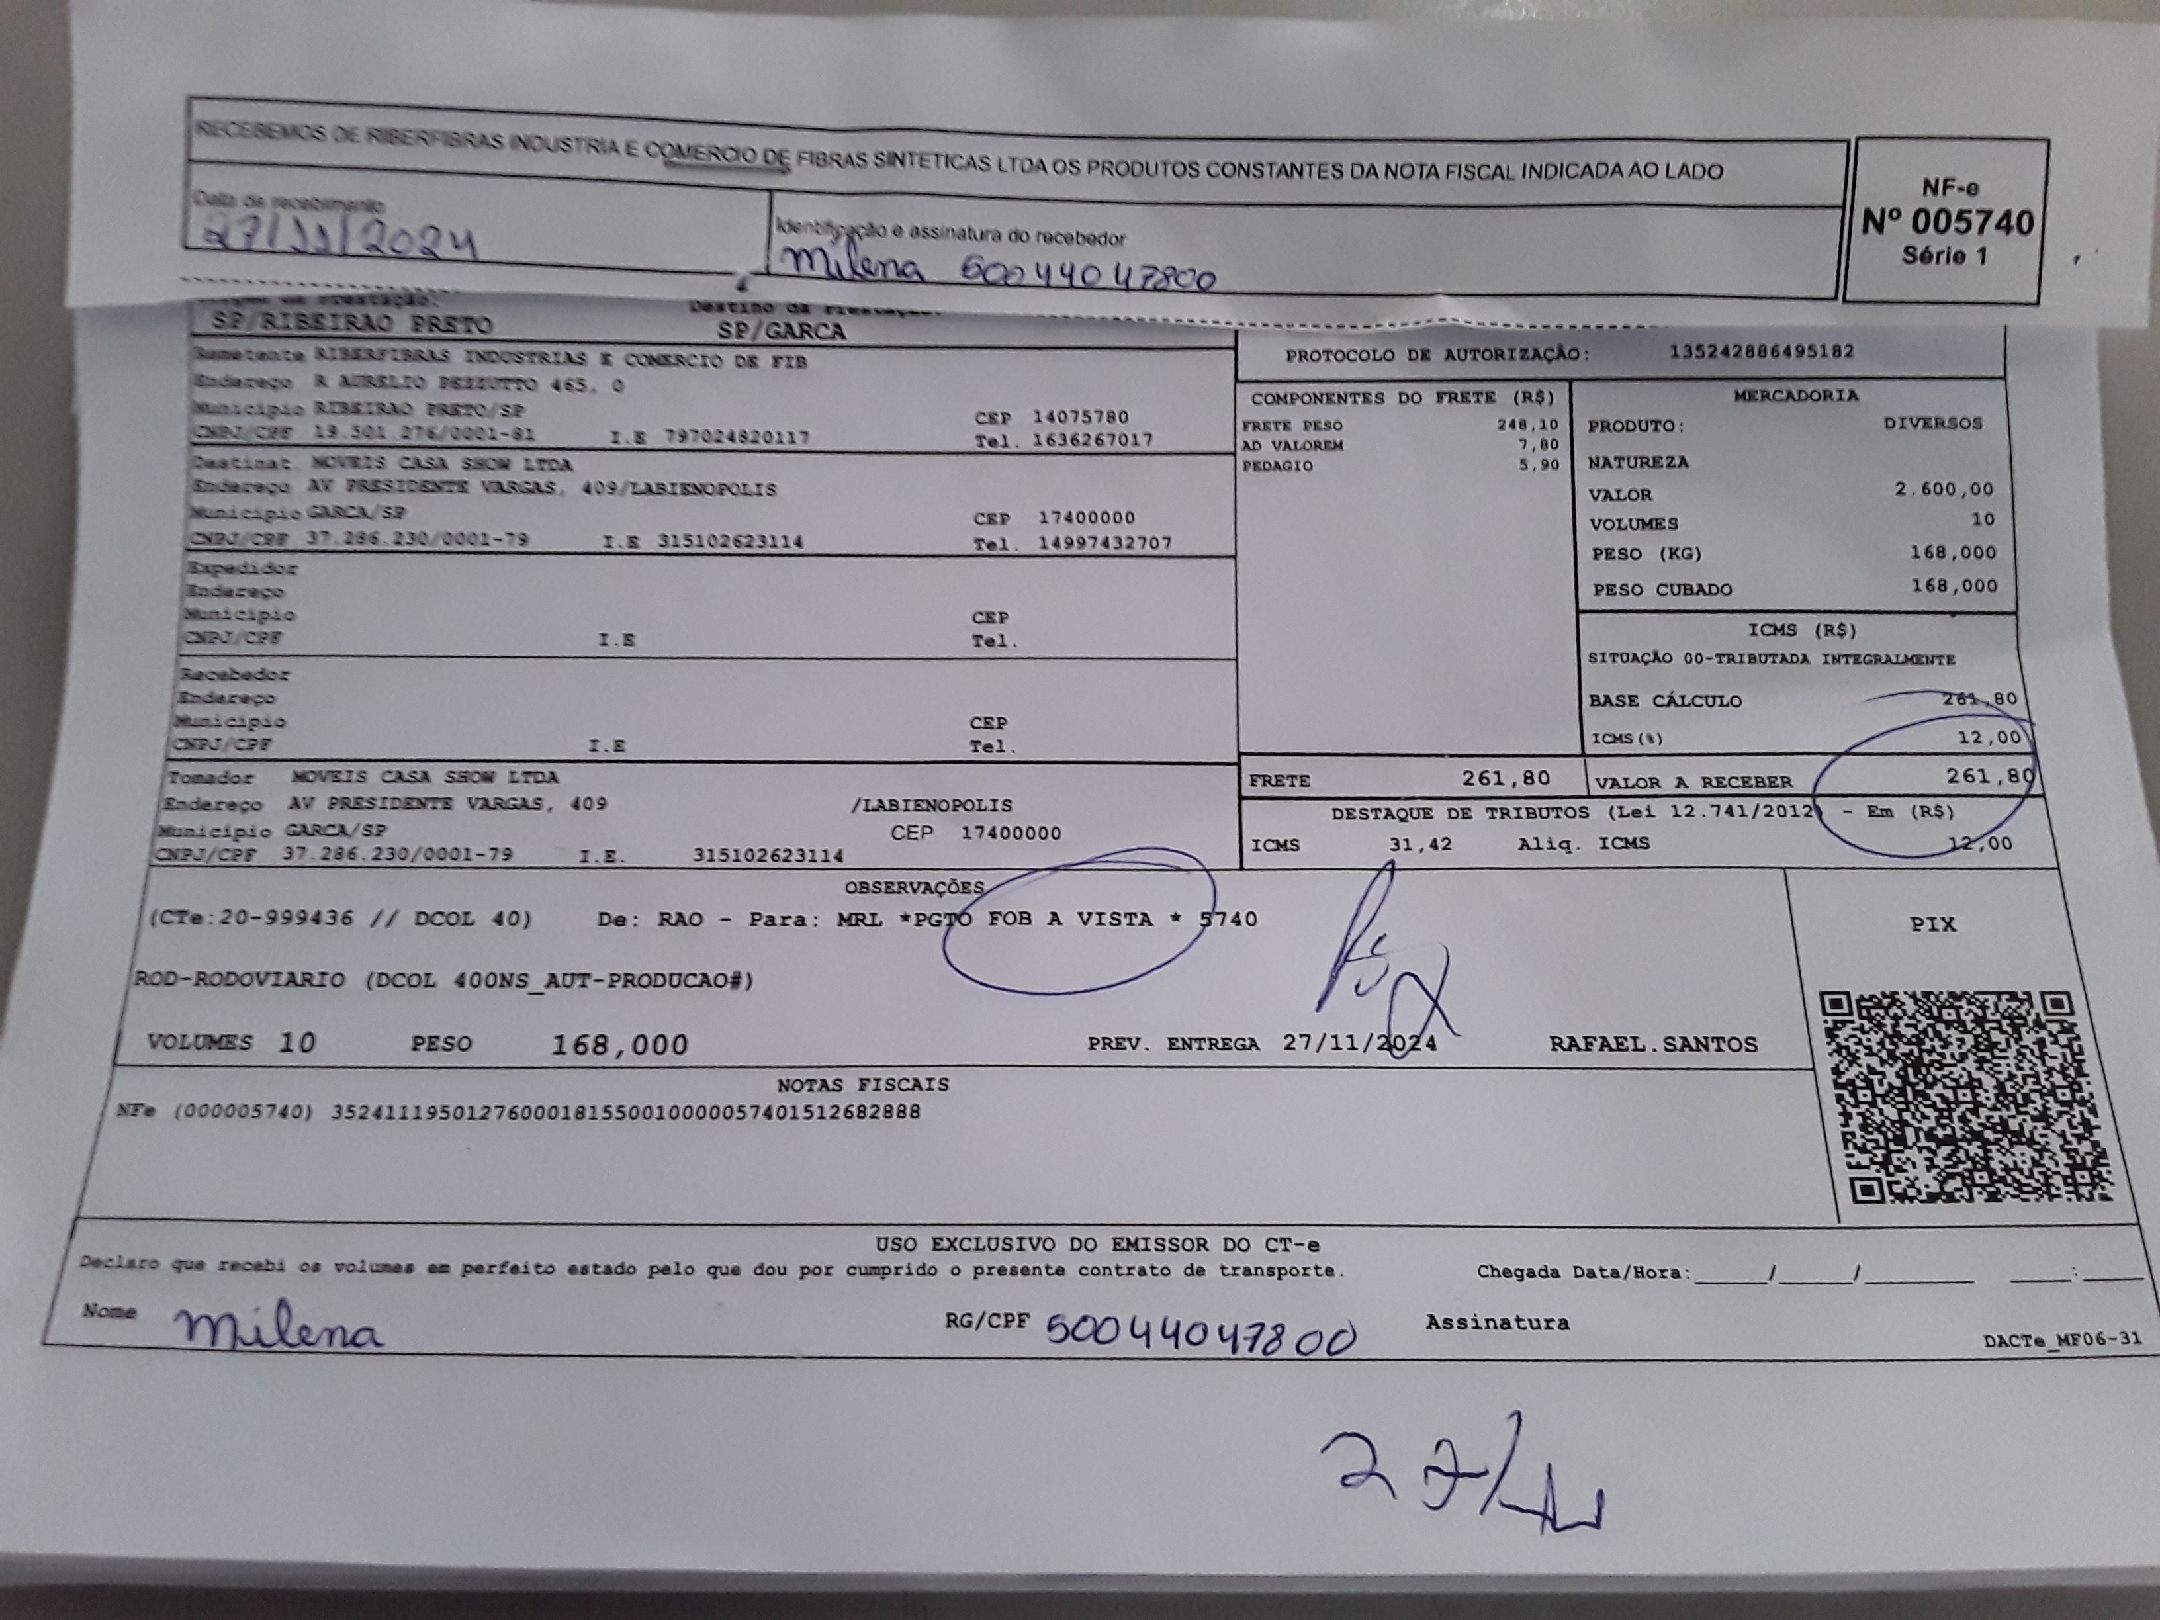 RECEBEMOS DE RIBERFIBRAS INDUSTRIA E COMERCIO DE FIBRAS SINTETICAS LTDA OS PRODUTOS CONSTANTES DA NOTA FISCAL INDICADA AO LADO
NF-e
Nº 005740
Série 1
Data de recebimento
27/11/2024
Identificação e assinatura do recebedor
Milena 50044047800
Destino da Prestação:
SP/RIBEIRAO PRETO SP/GARCA
Remetente RIBERFIBRAS INDUSTRIAS E COMERCIO DE FIB
Endereço R AURELIO PEZZUTTO 465, 0
Município RIBEIRAO PRETO/SP CEP 14075780
CNPJ/CPF 19.501.276/0001-81 I.E 797024820117 Tel. 1636267017
Destinat. MOVEIS CASA SHOW LTDA
Endereço AV PRESIDENTE VARGAS, 409/LABIENOPOLIS
Município GARCA/SP CEP 17400000
CNPJ/CPF 37.286.230/0001-79 I.E 315102623114 Tel. 14997432707
Expedidor
Endereço
Município CEP
CNPJ/CPF I.E Tel.
Recebedor
Endereço
Município CEP
CNPJ/CPF I.E Tel.
Tomador MOVEIS CASA SHOW LTDA
Endereço AV PRESIDENTE VARGAS, 409 /LABIENOPOLIS
Município GARCA/SP CEP 17400000
CNPJ/CPF 37.286.230/0001-79 I.E. 315102623114
PROTOCOLO DE AUTORIZAÇÃO: 135242886495182
COMPONENTES DO FRETE (R$)
FRETE PESO 248,10
AD VALOREM 7,80
PEDAGIO 5,90
MERCADORIA
PRODUTO: DIVERSOS
NATUREZA
VALOR 2.600,00
VOLUMES 10
PESO (KG) 168,000
PESO CUBADO 168,000
ICMS (R$)
SITUAÇÃO 00-TRIBUTADA INTEGRALMENTE
BASE CÁLCULO 261,80
ICMS(%) 12,00
FRETE 261,80 VALOR A RECEBER 261,80
DESTAQUE DE TRIBUTOS (Lei 12.741/2012) - Em (R$)
ICMS 31,42 Aliq. ICMS 12,00
OBSERVAÇÕES
(CTe:20-999436 // DCOL 40) De: RAO - Para: MRL *PGTO FOB A VISTA * 5740
ROD-RODOVIARIO (DCOL 400NS_AUT-PRODUCAO#)
VOLUMES 10 PESO 168,000 PREV. ENTREGA 27/11/2024 RAFAEL.SANTOS
PIX
NOTAS FISCAIS
NFe (000005740) 35241119501276000181550010000057401512682888
USO EXCLUSIVO DO EMISSOR DO CT-e
Declaro que recebi os volumes em perfeito estado pelo que dou por cumprido o presente contrato de transporte. Chegada Data/Hora:_____/_____/_______ ____:____
Nome Milena RG/CPF 50044047800 Assinatura
DACTe_MF06-31
27/11